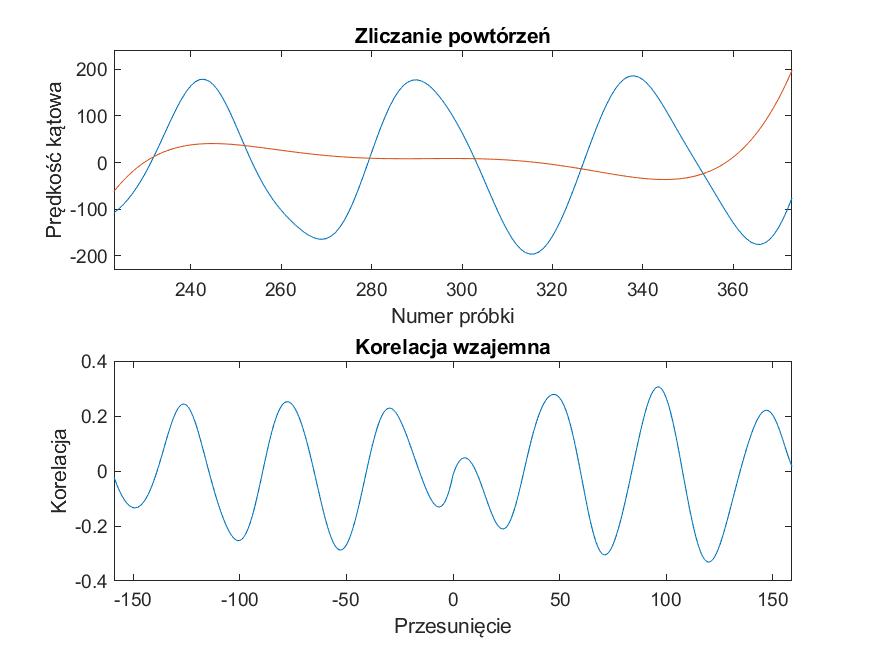 Zliczanie powtórzeń
Prędkość kątowa
200
100
0
-100
-200
240 260 280 300 320 340 360
Numer próbki
Korelacja wzajemna
Korelacja
0.4
0.2
0
-0.2
-0.4
-150 -100 -50 0 50 100 150
Przesunięcie